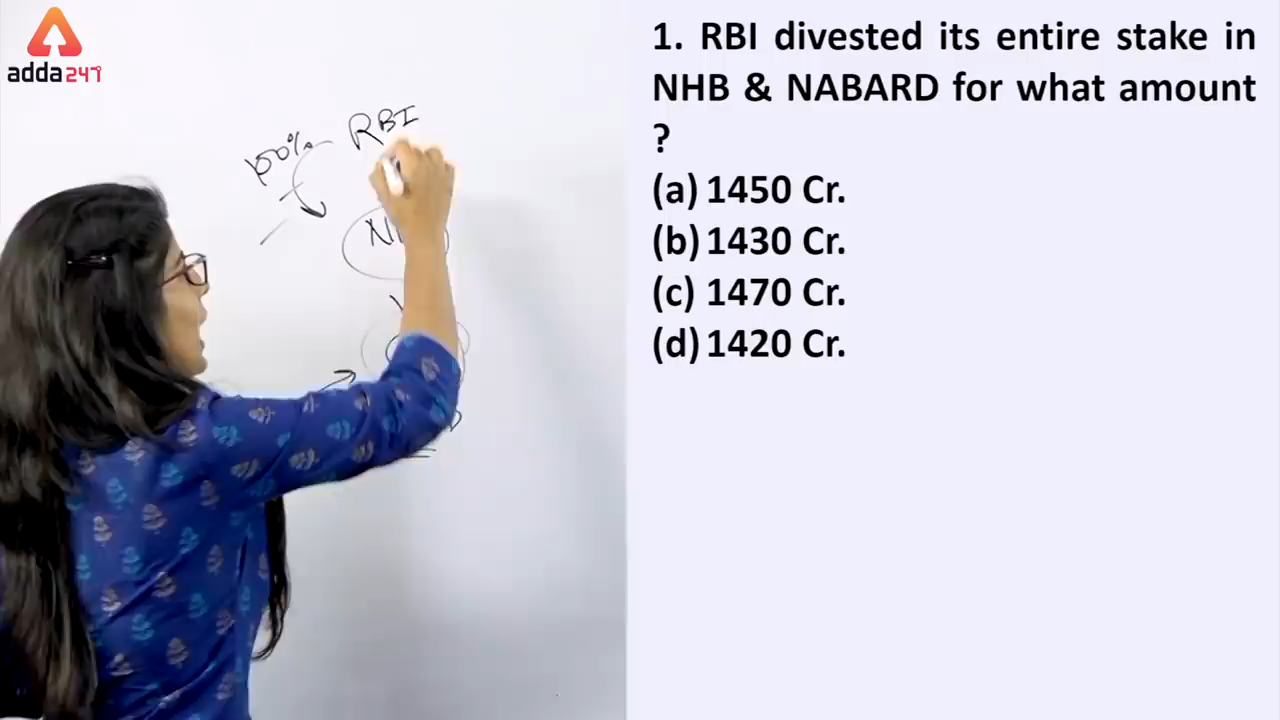 adda247
100%
RBI
1. RBI divested its entire stake in
NHB & NABARD for what amount
?
(a) 1450 Cr.
(b) 1430 Cr.
(c) 1470 Cr.
(d) 1420 Cr.